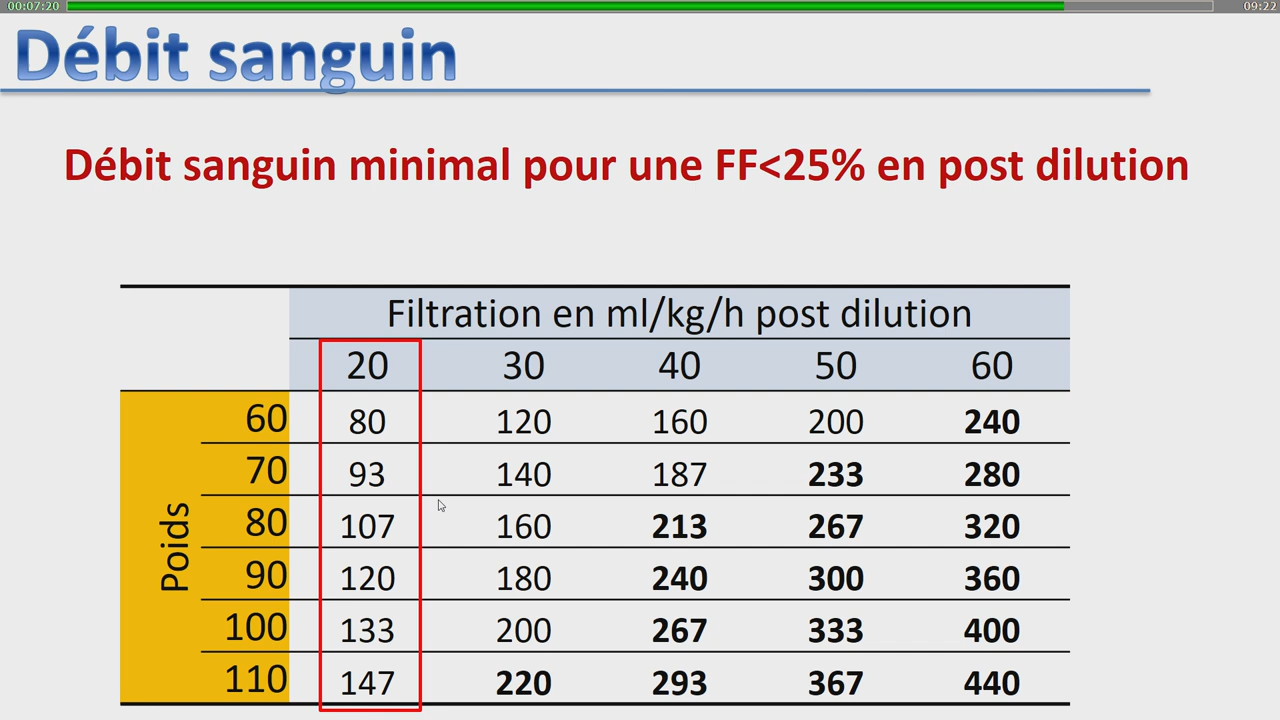 00:07:20 09:22
Débit sanguin
Débit sanguin minimal pour une FF<25% en post dilution
Filtration en ml/kg/h post dilution
20 30 40 50 60
Poids
60 80 120 160 200 240
70 93 140 187 233 280
80 107 160 213 267 320
90 120 180 240 300 360
100 133 200 267 333 400
110 147 220 293 367 440